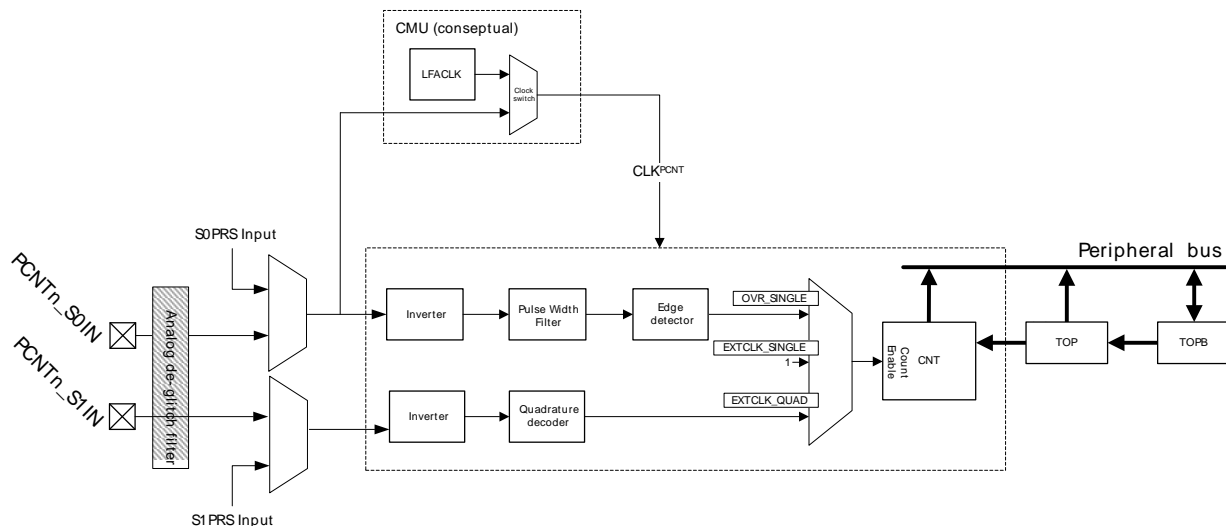 CMU (conseptual)
LFACLK
Clock
switch
CLKPCNT
S0PRS Input
PCNTn_S0IN
PCNTn_S1IN
Analog de-glitch filter
S1PRS Input
Inverter
Pulse Width
Filter
Edge
detector
Inverter
Quadrature
decoder
OVR_SINGLE
EXTCLK_SINGLE
1
EXTCLK_QUAD
Count
Enable
CNT
TOP
TOPB
Peripheral bus